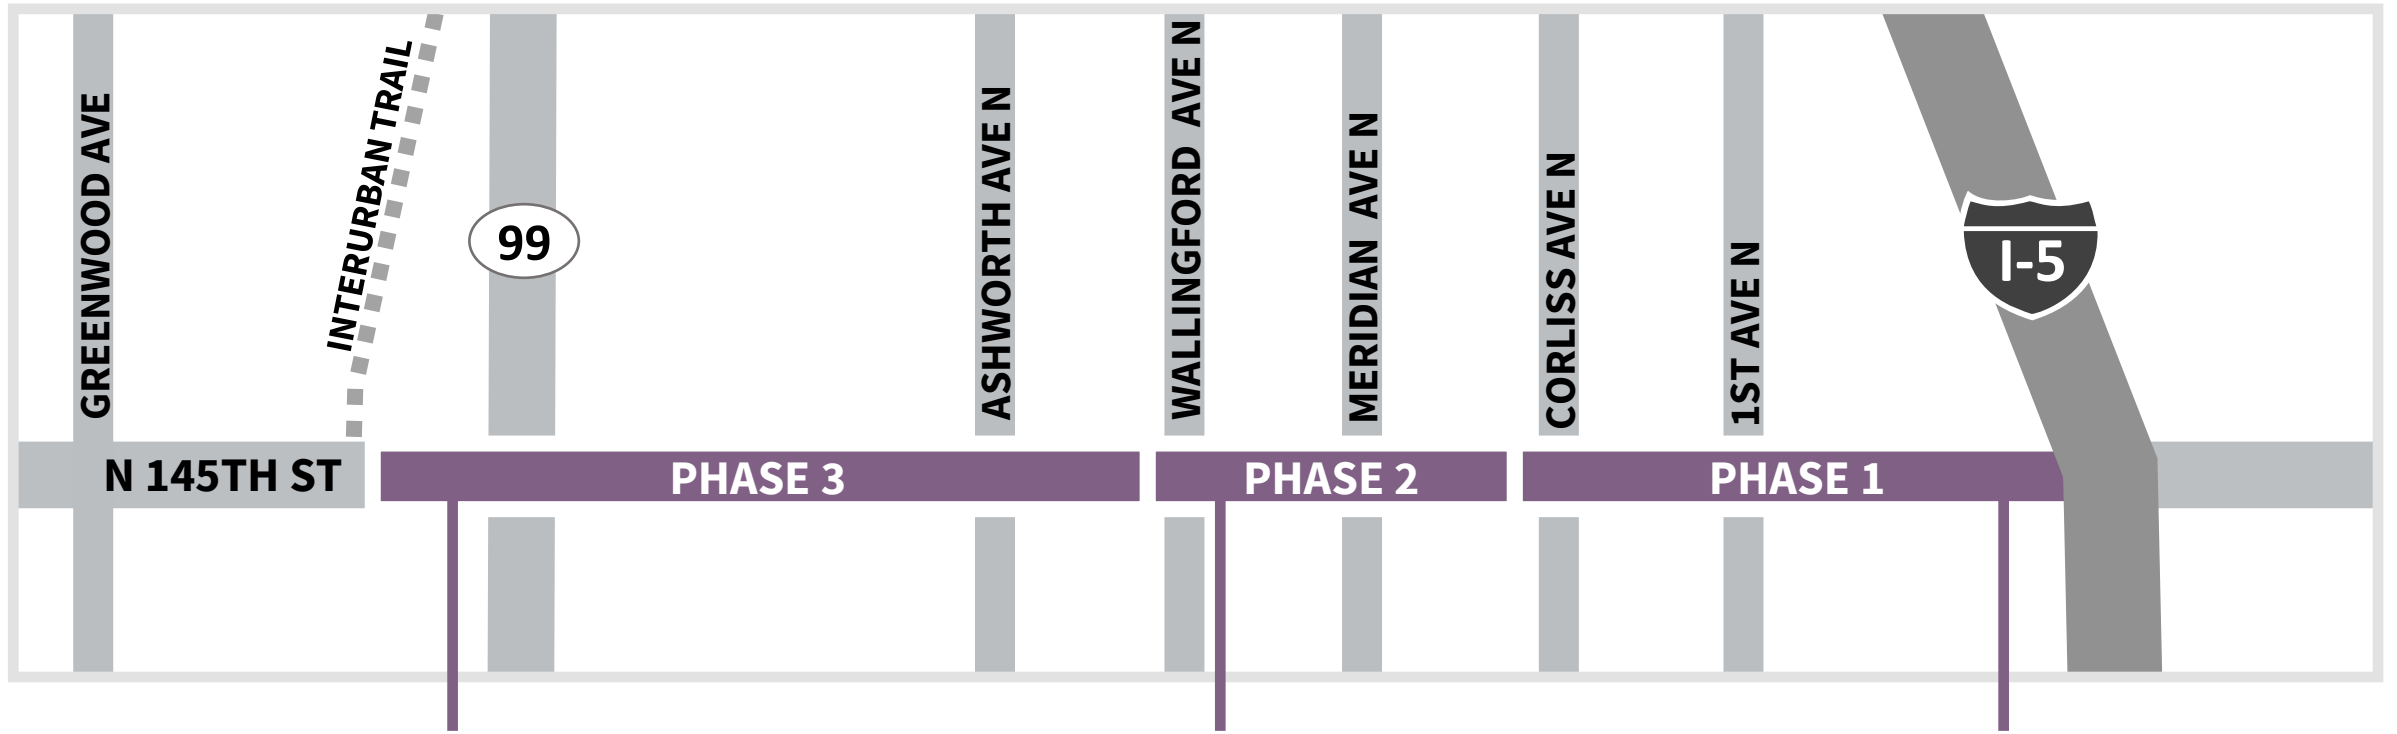 GREENWOOD AVE
INTERURBAN TRAIL
99
ASHWORTH AVE N
WALLINGFORD AVE N
MERIDIAN AVE N
CORLISS AVE N
1ST AVE N
I-5
N 145TH ST
PHASE 3
PHASE 2
PHASE 1